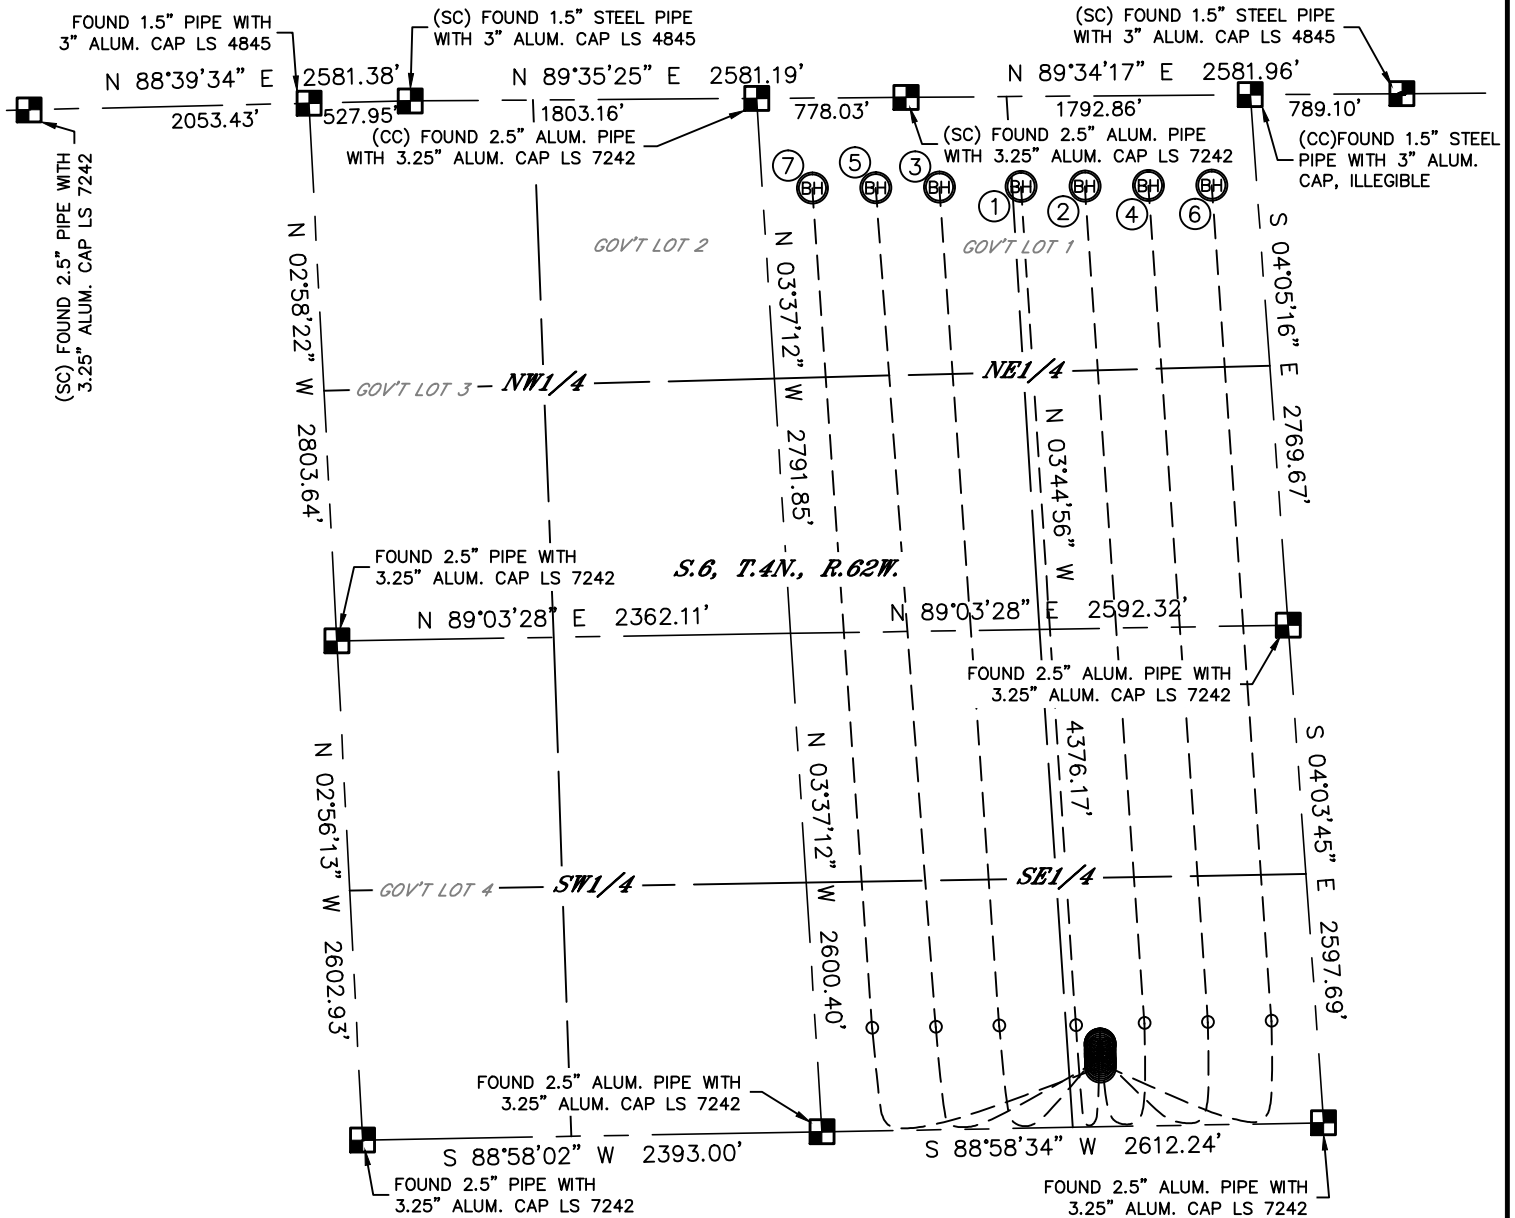 FOUND 1.5" PIPE WITH
3" ALUM. CAP LS 4845
(SC) FOUND 1.5" STEEL PIPE
WITH 3" ALUM. CAP LS 4845
(SC) FOUND 1.5" STEEL PIPE
WITH 3" ALUM. CAP LS 4845
N 88°39'34" E 2581.38'
N 89°35'25" E 2581.19'
N 89°34'17" E 2581.96'
2053.43'
527.95'
1803.16'
778.03'
1792.86'
789.10'
(CC) FOUND 2.5" ALUM. PIPE
WITH 3.25" ALUM. CAP LS 7242
(SC) FOUND 2.5" ALUM. PIPE
WITH 3.25" ALUM. CAP LS 7242
(CC)FOUND 1.5" STEEL
PIPE WITH 3" ALUM.
CAP, ILLEGIBLE
(SC) FOUND 2.5" PIPE WITH
3.25" ALUM. CAP LS 7242
7
5
3
1
2
4
6
BH
BH
BH
BH
BH
BH
BH
GOV'T LOT 2
GOV'T LOT 1
N 02°58'22" W 2803.64'
N 03°37'12" W 2791.85'
N 03°44'56" W 4376.17'
S 04°05'16" E 2769.67'
GOV'T LOT 3
NW1/4
NE1/4
FOUND 2.5" PIPE WITH
3.25" ALUM. CAP LS 7242
S.6, T.4N., R.62W.
N 89°03'28" E 2362.11'
N 89°03'28" E 2592.32'
FOUND 2.5" ALUM. PIPE WITH
3.25" ALUM. CAP LS 7242
N 02°56'13" W 2602.93'
N 03°37'12" W 2600.40'
S 04°03'45" E 2597.69'
GOV'T LOT 4
SW1/4
SE1/4
FOUND 2.5" ALUM. PIPE WITH
3.25" ALUM. CAP LS 7242
S 88°58'02" W 2393.00'
S 88°58'34" W 2612.24'
FOUND 2.5" PIPE WITH
3.25" ALUM. CAP LS 7242
FOUND 2.5" ALUM. PIPE WITH
3.25" ALUM. CAP LS 7242